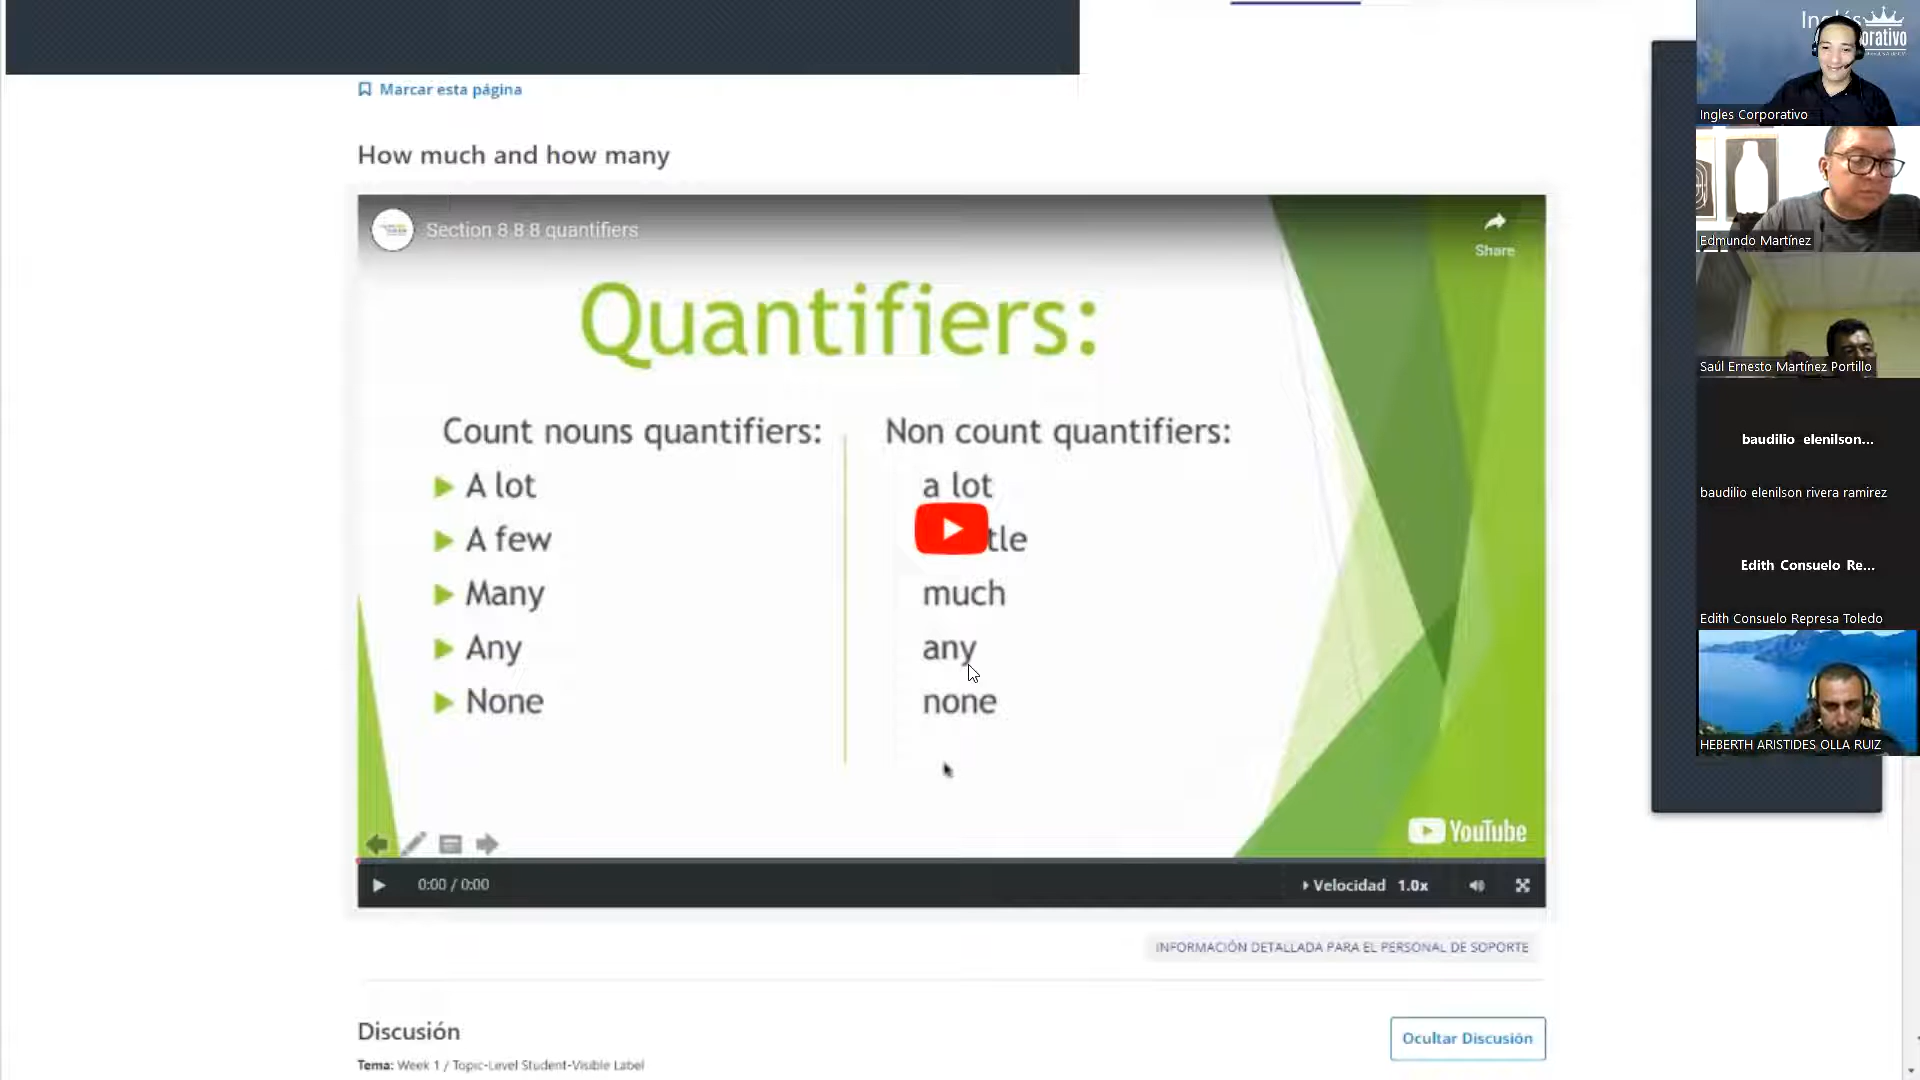 Marcar esta página
How much and how many
Section 8 8 8 quantifiers
Share
Quantifiers:
Count nouns quantifiers:
A lot
A few
Many
Any
None
Non count quantifiers:
a lot
tle
much
any
none
YouTube
0:00 / 0:00
Velocidad 1.0x
INFORMACIÓN DETALLADA PARA EL PERSONAL DE SOPORTE
Discusión
Ocultar Discusión
Tema: Week 1 / Topic-Level Student-Visible Label
Ingles Corporativo
Edmundo Martínez
Saúl Ernesto Martínez Portillo
baudilio elenilson...
baudilio elenilson rivera ramirez
Edith Consuelo Re...
Edith Consuelo Represa Toledo
HEBERTH ARISTIDES OLLA RUIZ